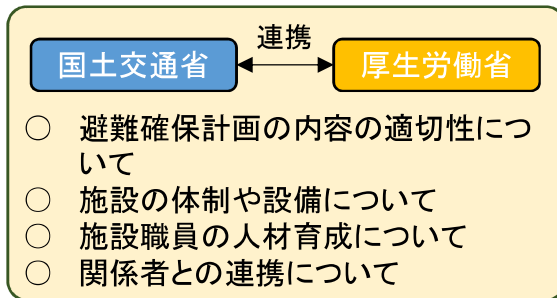 連携
国土交通省 厚生労働省
○ 避難確保計画の内容の適切性につ
いて
○ 施設の体制や設備について
○ 施設職員の人材育成について
○ 関係者との連携について